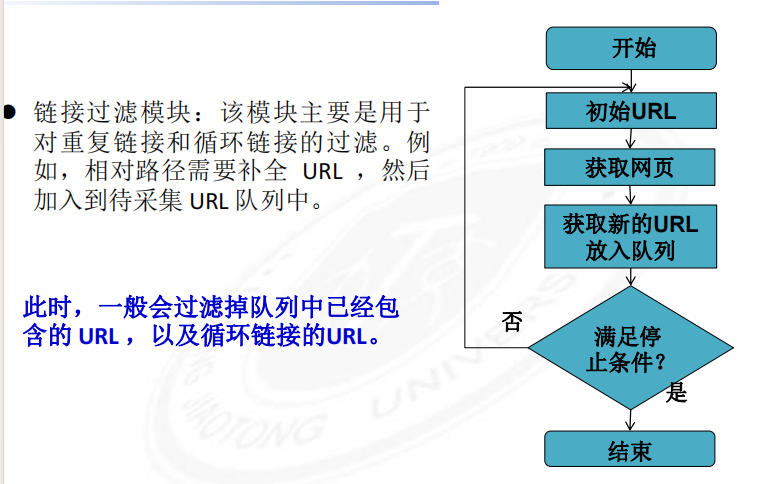 链接过滤模块：该模块主要是用于
对重复链接和循环链接的过滤。例
如，相对路径需要补全 URL ，然后
加入到待采集 URL 队列中。
此时，一般会过滤掉队列中已经包
含的 URL ，以及循环链接的URL。
开始
初始URL
获取网页
获取新的URL
放入队列
否
满足停
止条件？
是
结束
JIAOTONG UNIVERS